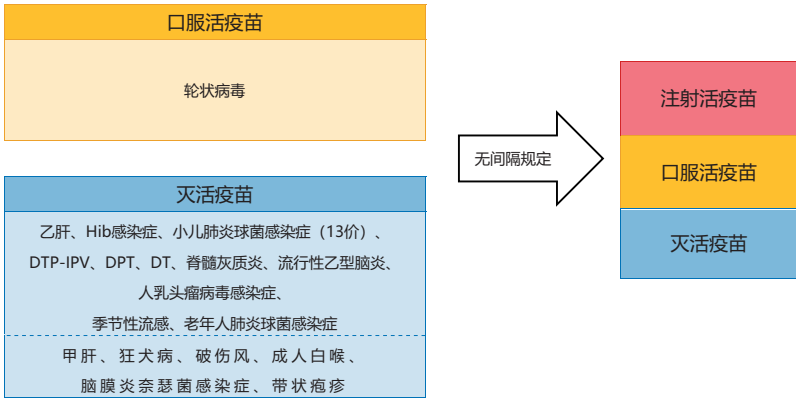 口服活疫苗
轮状病毒
灭活疫苗
乙肝、Hib感染症、小儿肺炎球菌感染症（13价）、
DTP-IPV、DPT、DT、脊髓灰质炎、流行性乙型脑炎、
人乳头瘤病毒感染症、
季节性流感、老年人肺炎球菌感染症
甲肝、狂犬病、破伤风、成人白喉、
脑膜炎奈瑟菌感染症、带状疱疹
无间隔规定
注射活疫苗
口服活疫苗
灭活疫苗